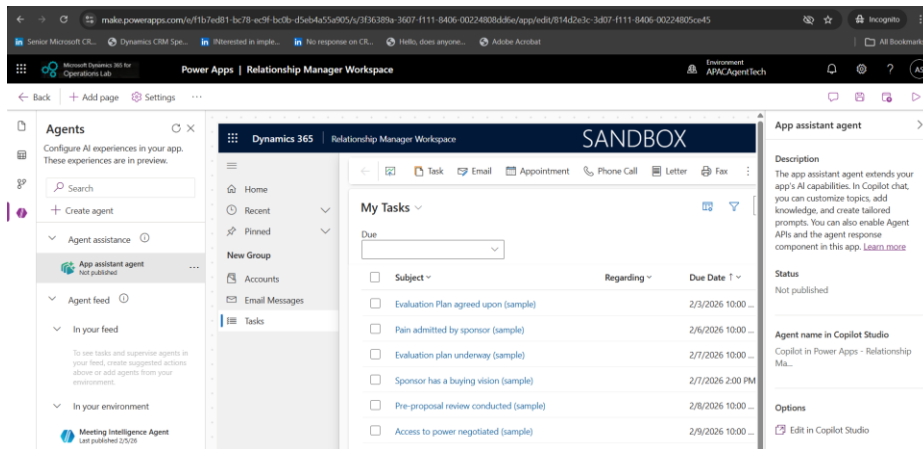 make.powerapps.com/e/f1b7ed81-bc78-ec9f-bc0b-d5eb4a55a905/s/3f36389a-3607-f111-8406-00224808dd6e/app/edit/814d2e3c-3d07-f111-8406-00224805ce45
Incognito
Senior Microsoft CR...
Dynamics CRM Spe...
INterested in imple...
No response on CR...
Hello, does anyone...
Adobe Acrobat
All Bookmark
Microsoft Dynamics 365 for
Operations Lab
Power Apps | Relationship Manager Workspace
Environment
APACAgentTech
AS
Back
Add page
Settings
Agents
Configure AI experiences in your app.
These experiences are in preview.
Search
Create agent
Agent assistance
App assistant agent
Not published
Agent feed
In your feed
To see tasks and supervise agents in
your feed, create suggested actions
above or add agents from your
environment.
In your environment
Meeting Intelligence Agent
Last published 2/5/26
Dynamics 365
Relationship Manager Workspace
SANDBOX
Home
Recent
Pinned
New Group
Accounts
Email Messages
Tasks
Task
Email
Appointment
Phone Call
Letter
Fax
My Tasks
Due
Subject
Regarding
Due Date
Evaluation Plan agreed upon (sample)
2/3/2026 10:00 ...
Pain admitted by sponsor (sample)
2/6/2026 10:00 ...
Evaluation plan underway (sample)
2/7/2026 10:00 ...
Sponsor has a buying vision (sample)
2/7/2026 2:00 PM
Pre-proposal review conducted (sample)
2/8/2026 10:00 ...
Access to power negotiated (sample)
2/9/2026 10:00 ...
App assistant agent
Description
The app assistant agent extends your
app's AI capabilities. In Copilot chat,
you can customize topics, add
knowledge, and create tailored
prompts. You can also enable Agent
APIs and the agent response
component in this app. Learn more
Status
Not published
Agent name in Copilot Studio
Copilot in Power Apps - Relationship
Ma...
Options
Edit in Copilot Studio